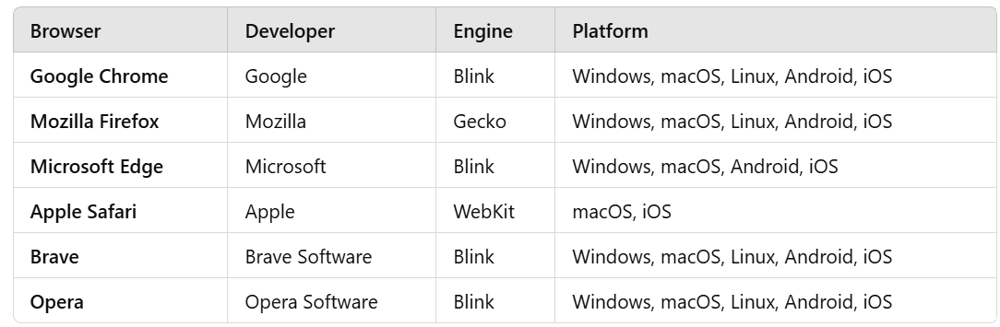 Browser Developer Engine Platform
Google Chrome Google Blink Windows, macOS, Linux, Android, iOS
Mozilla Firefox Mozilla Gecko Windows, macOS, Linux, Android, iOS
Microsoft Edge Microsoft Blink Windows, macOS, Android, iOS
Apple Safari Apple WebKit macOS, iOS
Brave Brave Software Blink Windows, macOS, Linux, Android, iOS
Opera Opera Software Blink Windows, macOS, Linux, Android, iOS